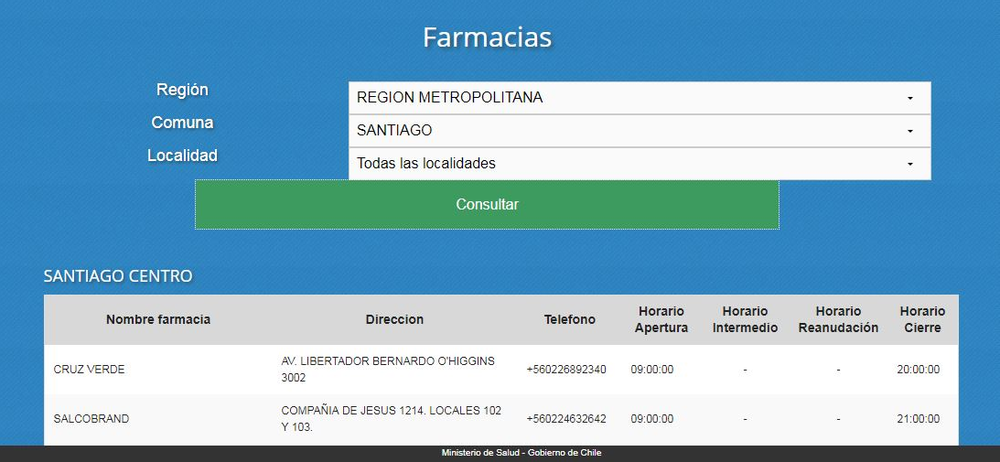 Farmacias
Región
REGION METROPOLITANA
Comuna
SANTIAGO
Localidad
Todas las localidades
Consultar
SANTIAGO CENTRO
Nombre farmacia Direccion Telefono Horario Apertura Horario Intermedio Horario Reanudación Horario Cierre
CRUZ VERDE AV. LIBERTADOR BERNARDO O'HIGGINS 3002 +560226892340 09:00:00 - - 20:00:00
SALCOBRAND COMPAÑIA DE JESUS 1214. LOCALES 102 Y 103. +560224632642 09:00:00 - - 21:00:00
Ministerio de Salud - Gobierno de Chile